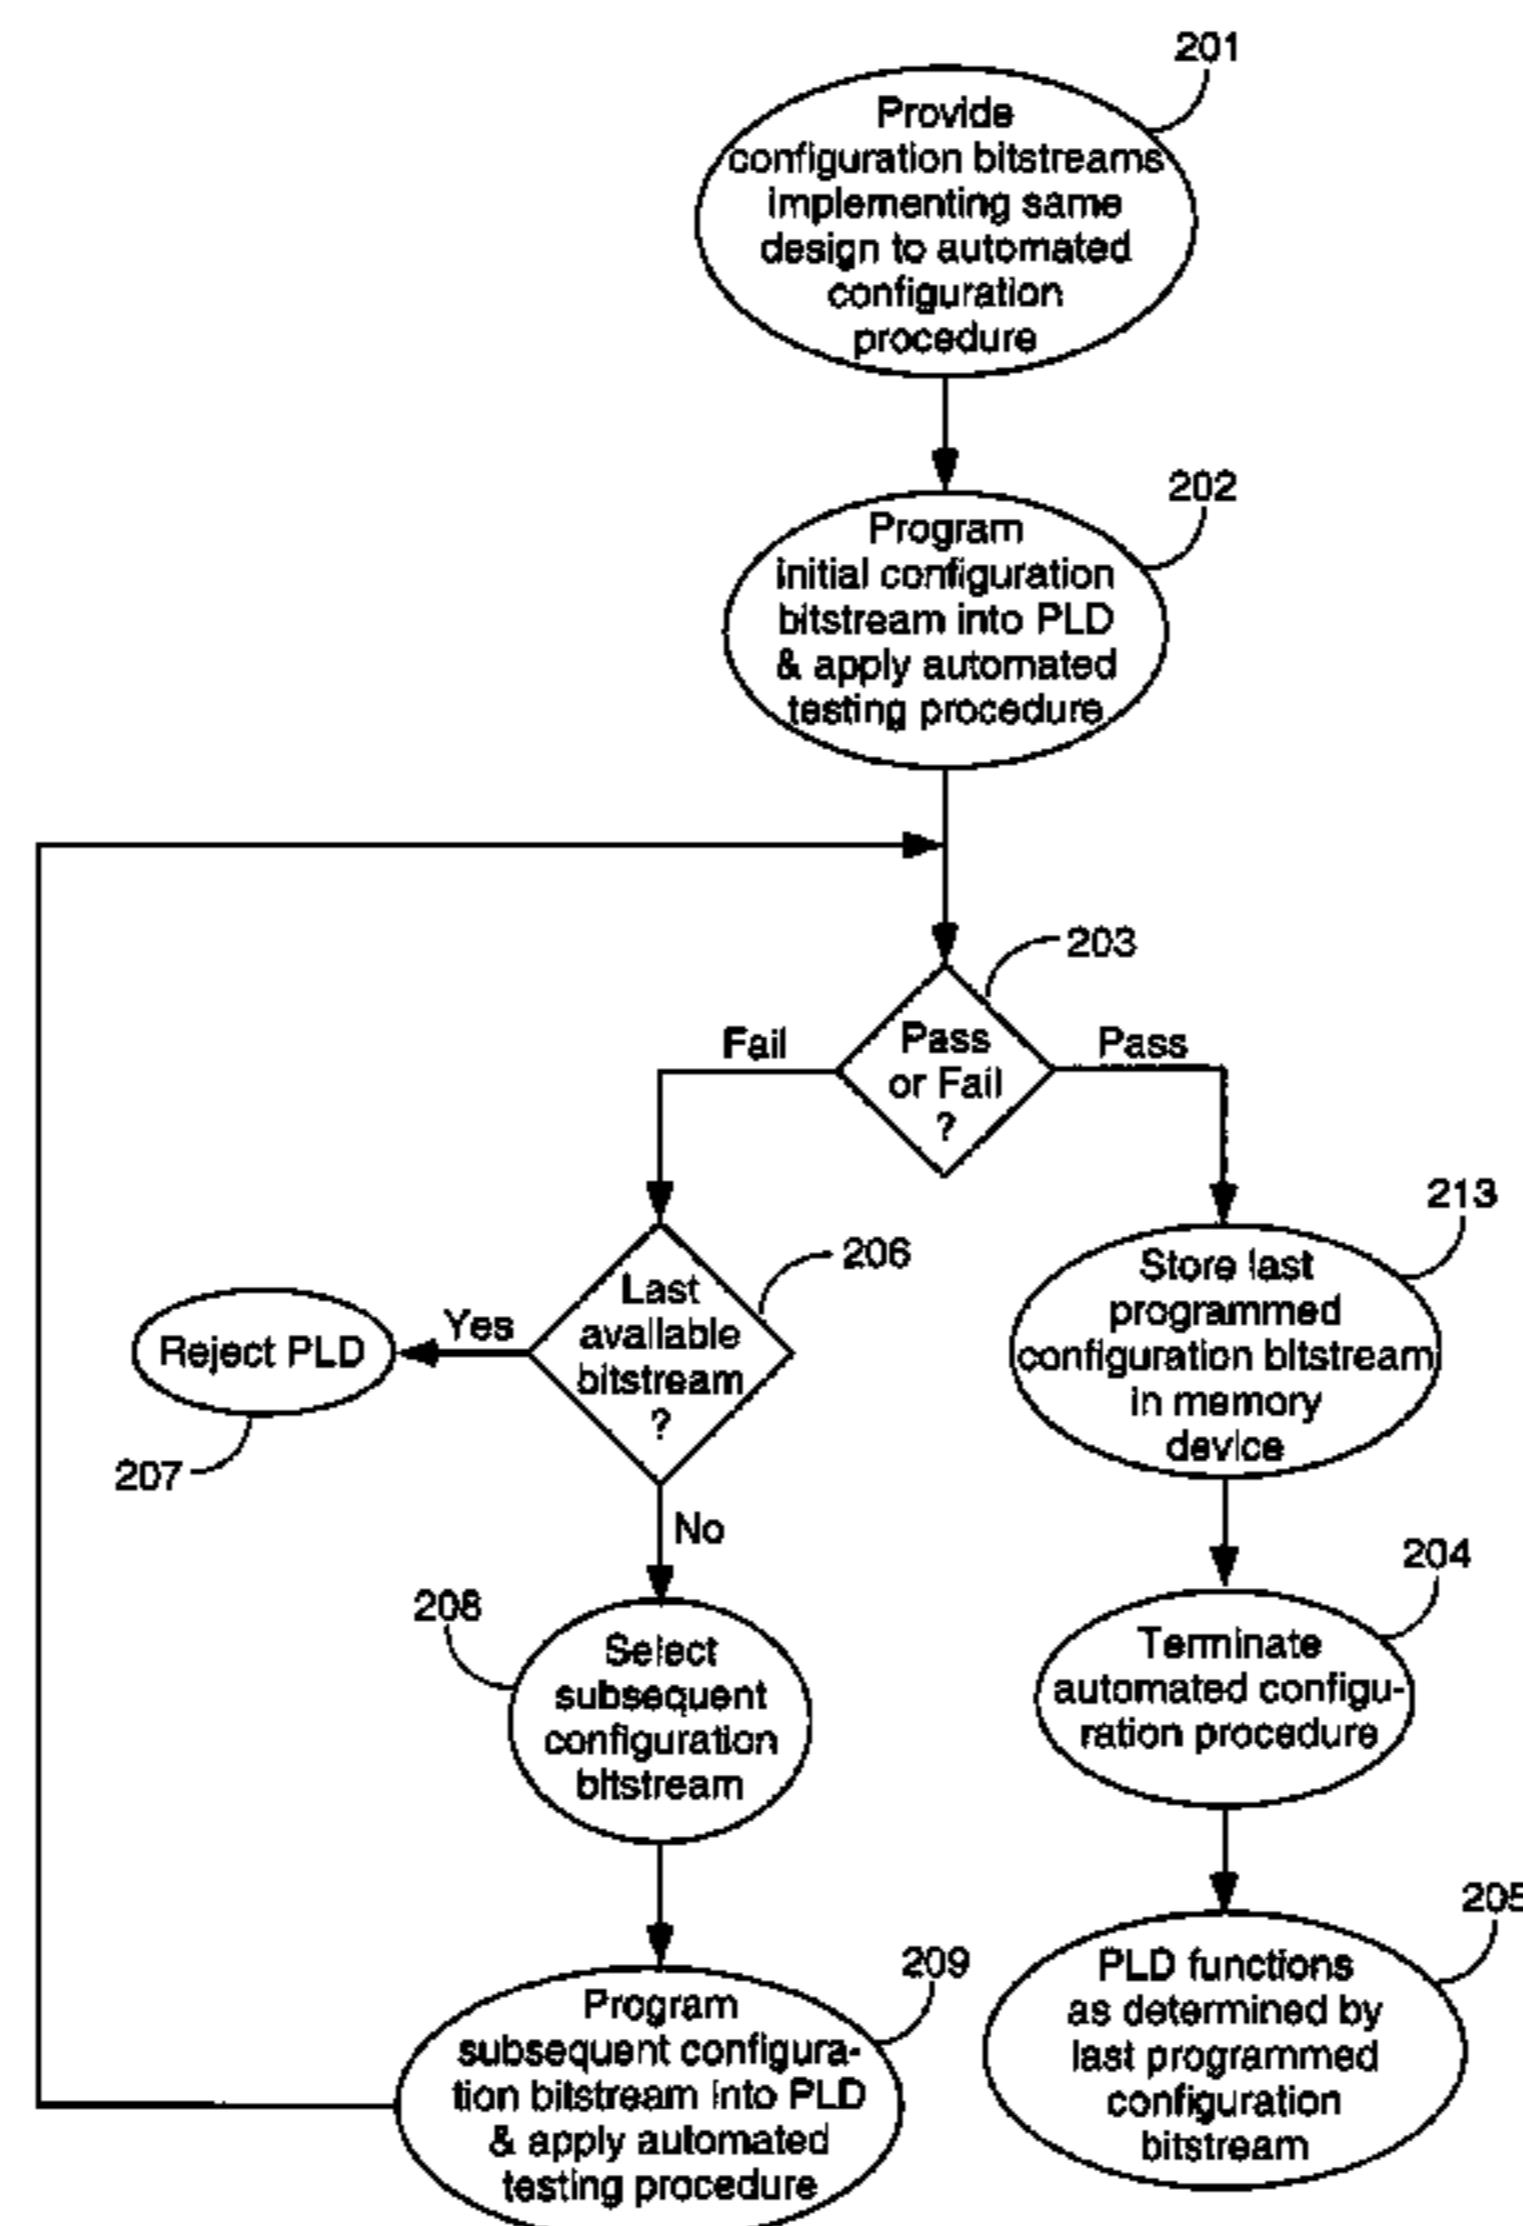 201
Provide
configuration bitstreams
implementing same
design to automated
configuration
procedure
202
Program
initial configuration
bitstream into PLD
& apply automated
testing procedure
203
Pass
or Fail
?
Fail
Pass
213
Store last
programmed
configuration bitstream
in memory
device
206
Last
available
bitstream
?
Yes
Reject PLD
207
No
204
Terminate
automated configu-
ration procedure
208
Select
subsequent
configuration
bitstream
205
PLD functions
as determined by
last programmed
configuration
bitstream
209
Program
subsequent configura-
tion bitstream into PLD
& apply automated
testing procedure